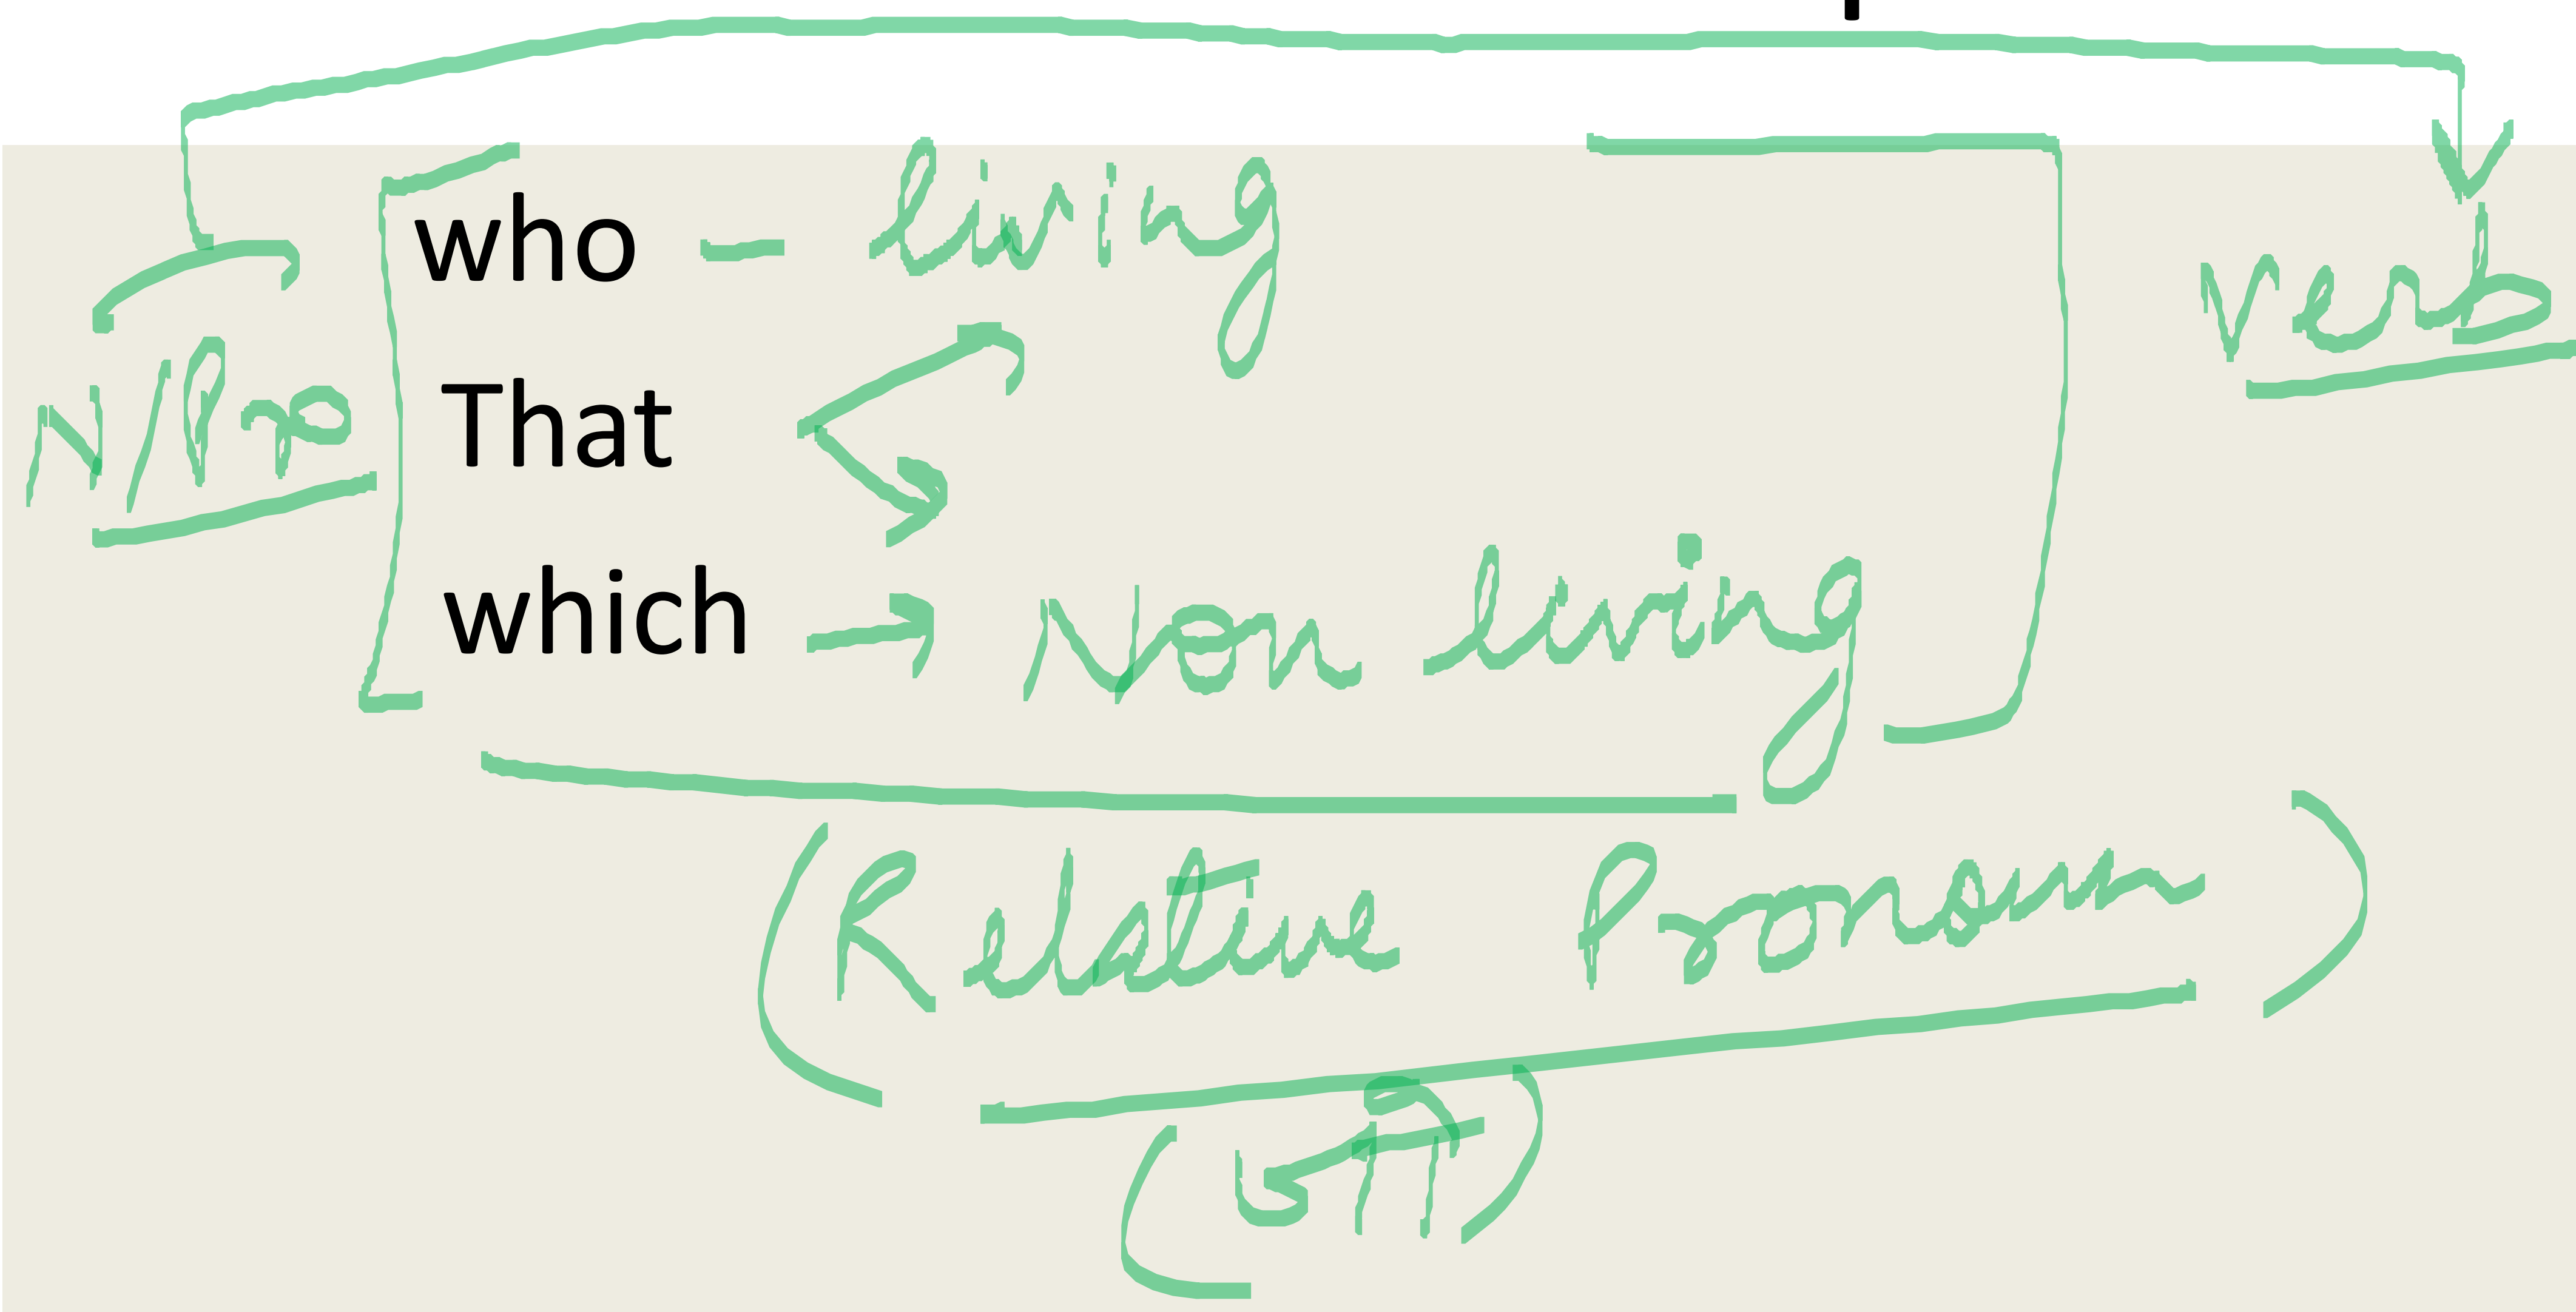 who – living
N/Pro That Verb
which → Non living
(Relative Pronoun)